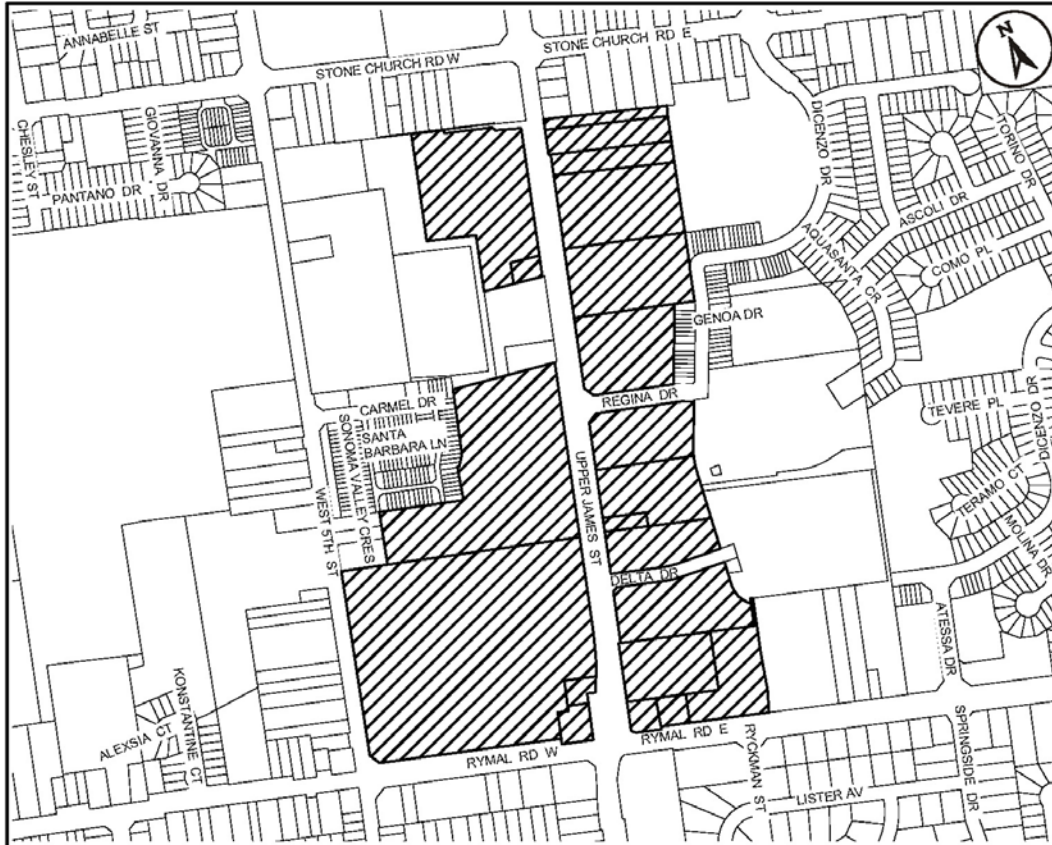 ANNABELLE ST
STONE CHURCH RD E
N
STONE CHURCH RD W
CHESLEY ST
GIOVANNA DR
PANTANO DR
DICENZO DR
TORINO DR
ASCOLI DR
AQUASANTA CR
COMO PL
GENOA DR
REGINA DR
CARMEL DR
SANTA
BARBARA LN
SONOMA VALLEY CRES
WEST 5TH ST
UPPER JAMES ST
TEVERE PL
DICENZO DR
TERAMO CT
MOLINA DR
DELTA DR
ATESSA DR
KONSTANTINE CT
ALEXSIA CT
RYMAL RD W
RYMAL RD E
RYCKMAN ST
SPRINGSIDE DR
LISTER AV